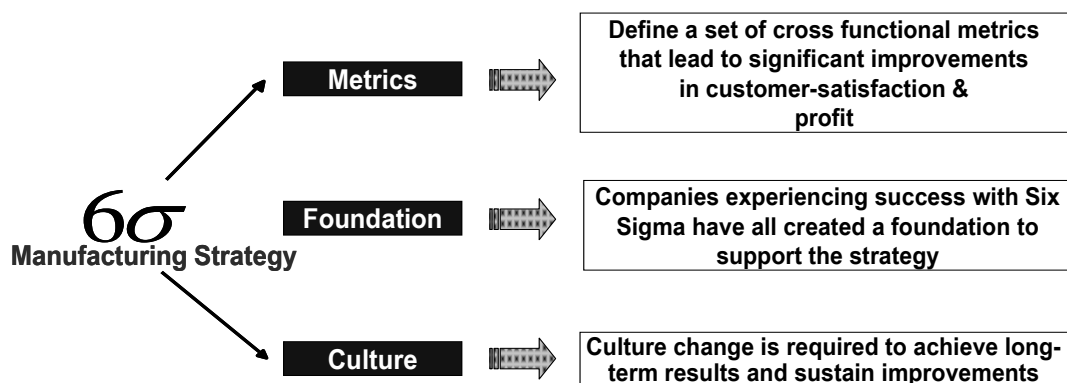 6σ
Manufacturing Strategy
Metrics
Define a set of cross functional metrics
that lead to significant improvements
in customer-satisfaction &
profit
Foundation
Companies experiencing success with Six
Sigma have all created a foundation to
support the strategy
Culture
Culture change is required to achieve long-
term results and sustain improvements